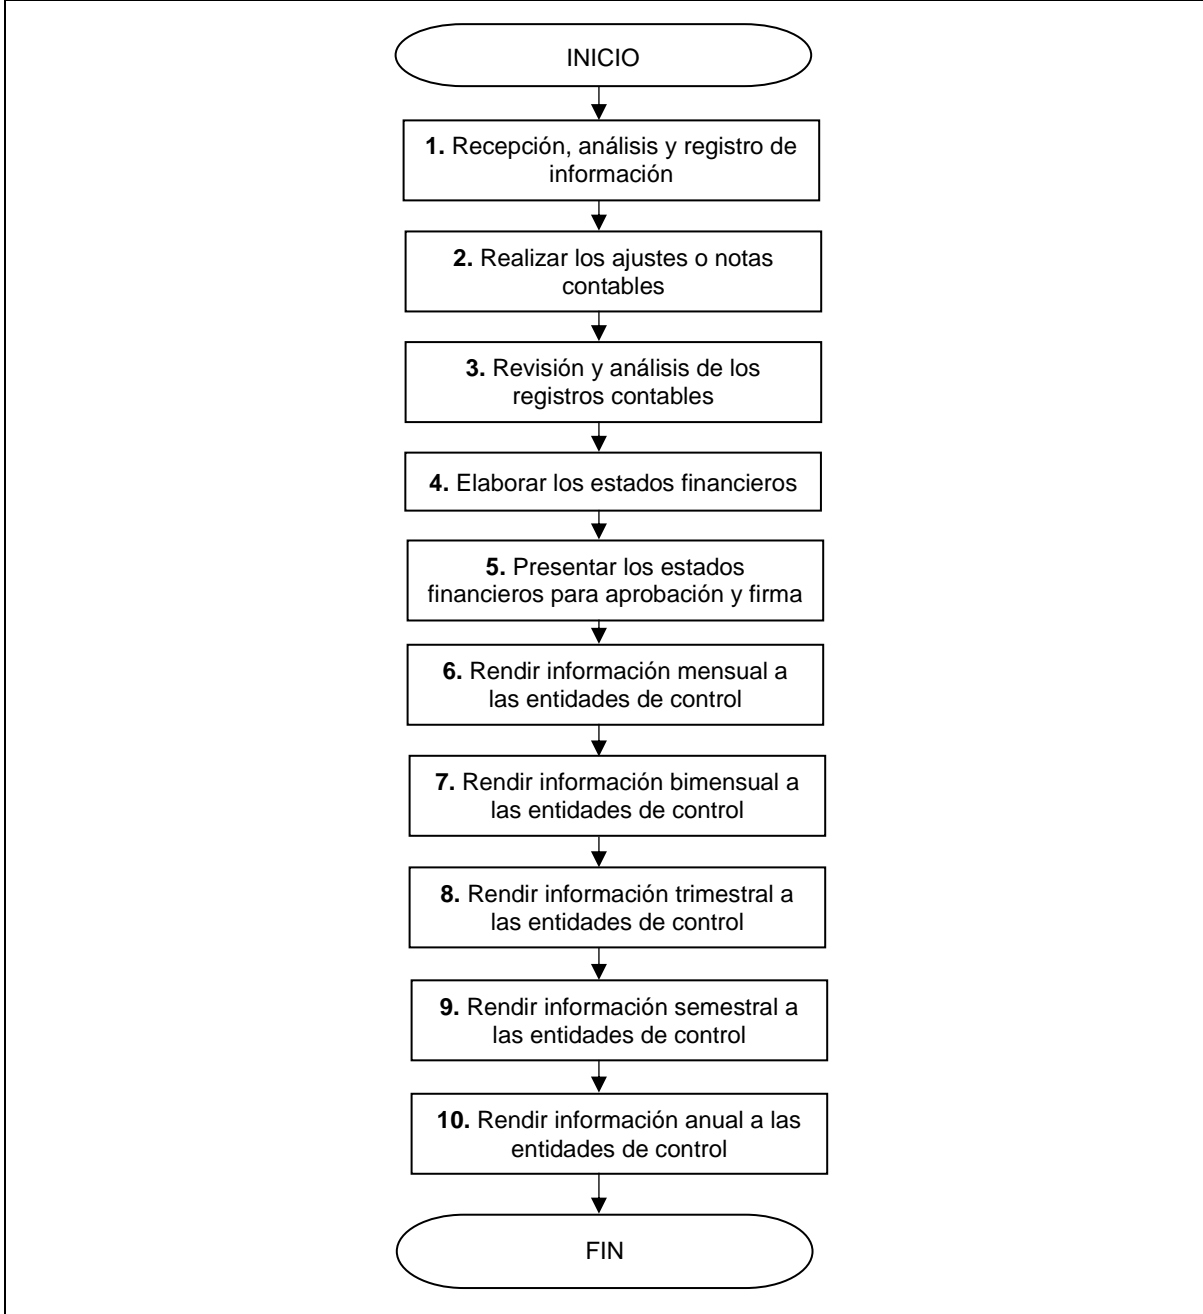 INICIO
1. Recepción, análisis y registro de
información
2. Realizar los ajustes o notas
contables
3. Revisión y análisis de los
registros contables
4. Elaborar los estados financieros
5. Presentar los estados
financieros para aprobación y firma
6. Rendir información mensual a
las entidades de control
7. Rendir información bimensual a
las entidades de control
8. Rendir información trimestral a
las entidades de control
9. Rendir información semestral a
las entidades de control
10. Rendir información anual a las
entidades de control
FIN